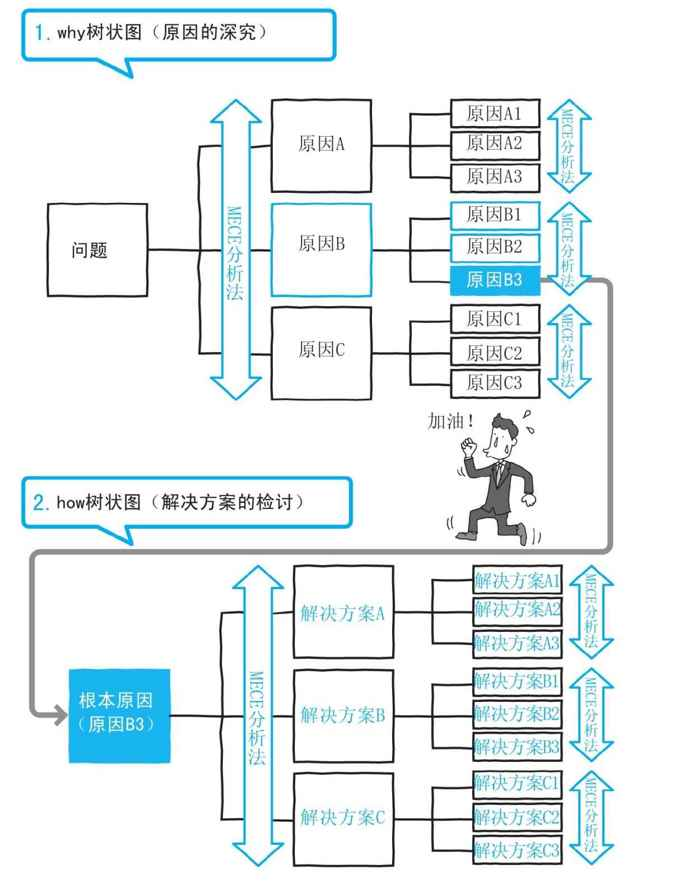 1. why树状图（原因的深究）
问题
MECE分析法
原因A
原因A1
原因A2
原因A3
MECE分析法
原因B
原因B1
原因B2
原因B3
MECE分析法
原因C
原因C1
原因C2
原因C3
MECE分析法
加油！
2. how树状图（解决方案的检讨）
根本原因
（原因B3）
MECE分析法
解决方案A
解决方案A1
解决方案A2
解决方案A3
MECE分析法
解决方案B
解决方案B1
解决方案B2
解决方案B3
MECE分析法
解决方案C
解决方案C1
解决方案C2
解决方案C3
MECE分析法